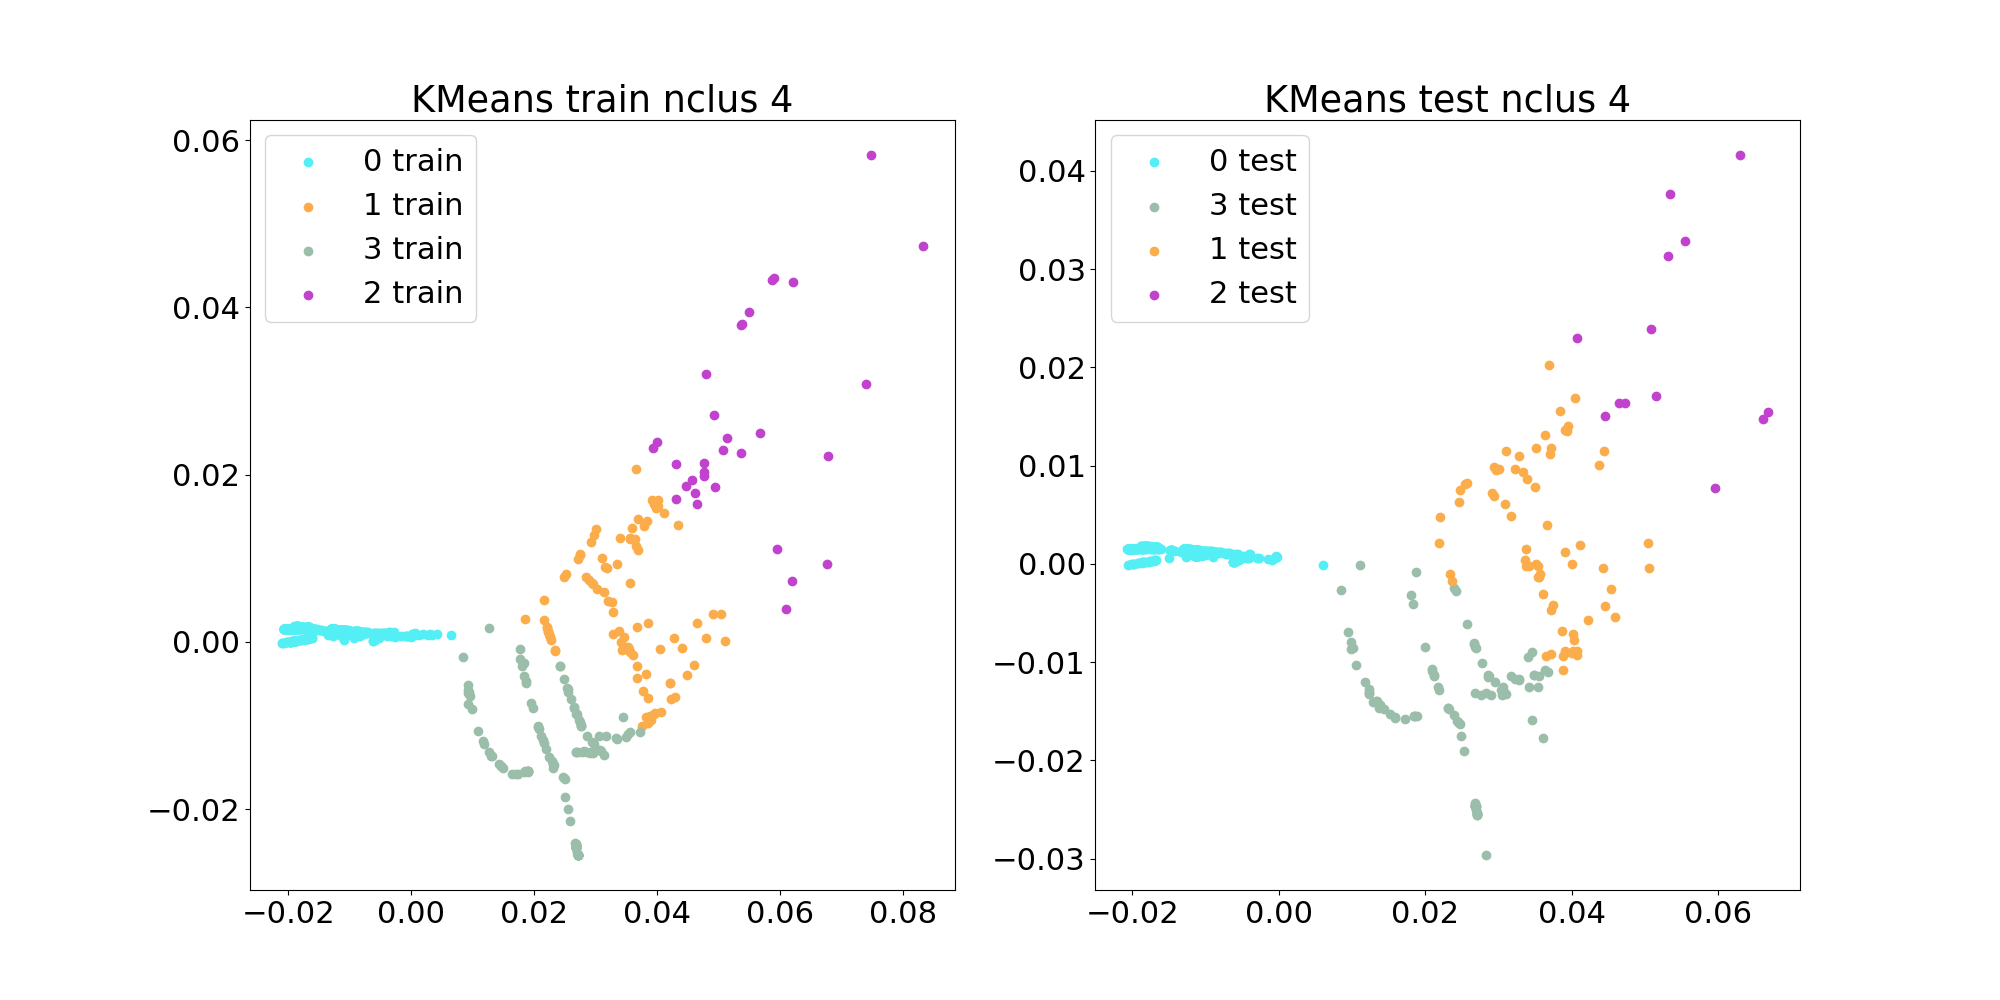 KMeans train nclus 4
0.06
0.04
0.02
0.00
−0.02
0 train
1 train
3 train
2 train
−0.02 0.00 0.02 0.04 0.06 0.08
KMeans test nclus 4
0.04
0.03
0.02
0.01
0.00
−0.01
−0.02
−0.03
0 test
3 test
1 test
2 test
−0.02 0.00 0.02 0.04 0.06